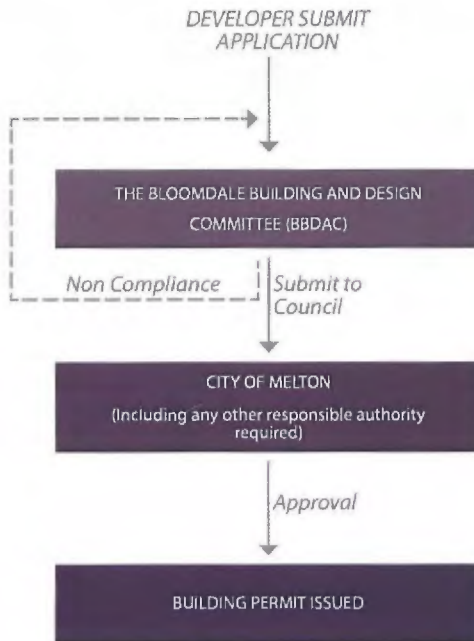 DEVELOPER SUBMIT
APPLICATION
THE BLOOMDALE BUILDING AND DESIGN
COMMITTEE (BBDAC)
Non Compliance
Submit to
Council
CITY OF MELTON
(Including any other responsible authority
required)
Approval
BUILDING PERMIT ISSUED